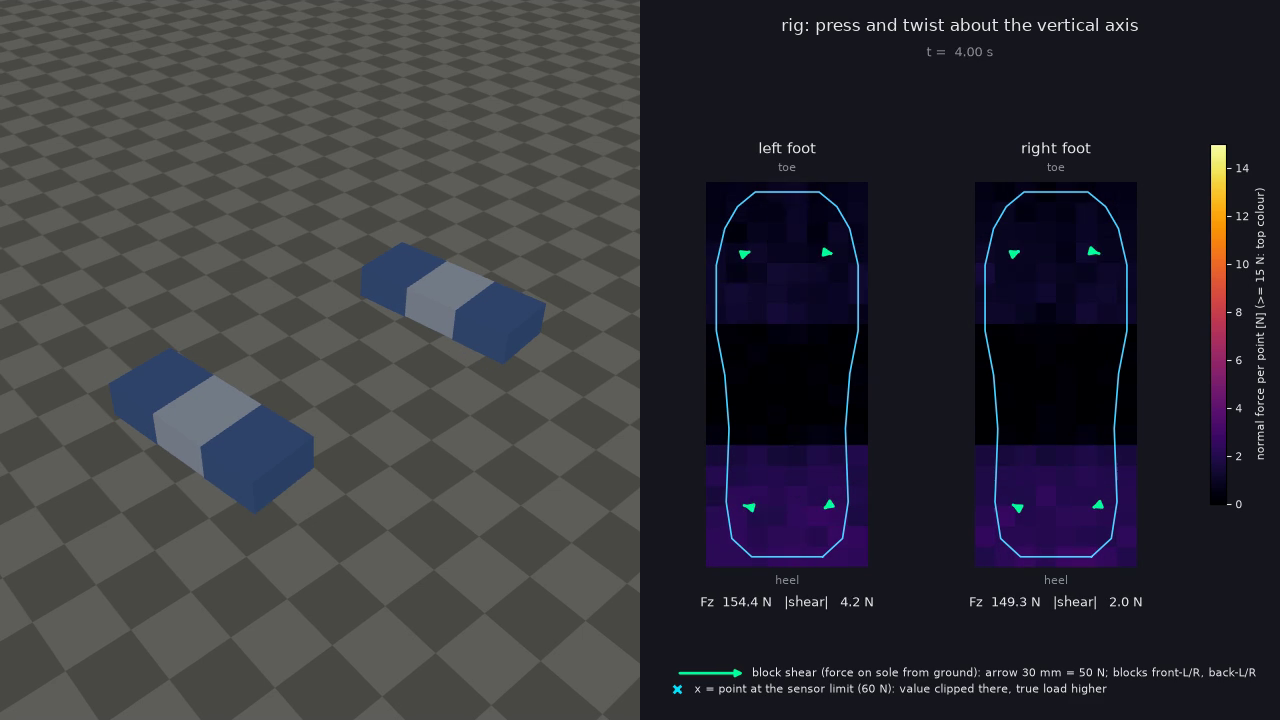 rig: press and twist about the vertical axis
t =  4.00 s
left foot
right foot
toe
toe
14
12
10
8
6
4
2
0
normal force per point [N] (>= 15 N: top colour)
heel
heel
Fz  154.4 N   |shear|   4.2 N
Fz  149.3 N   |shear|   2.0 N
block shear (force on sole from ground): arrow 30 mm = 50 N; blocks front-L/R, back-L/R
x = point at the sensor limit (60 N): value clipped there, true load higher